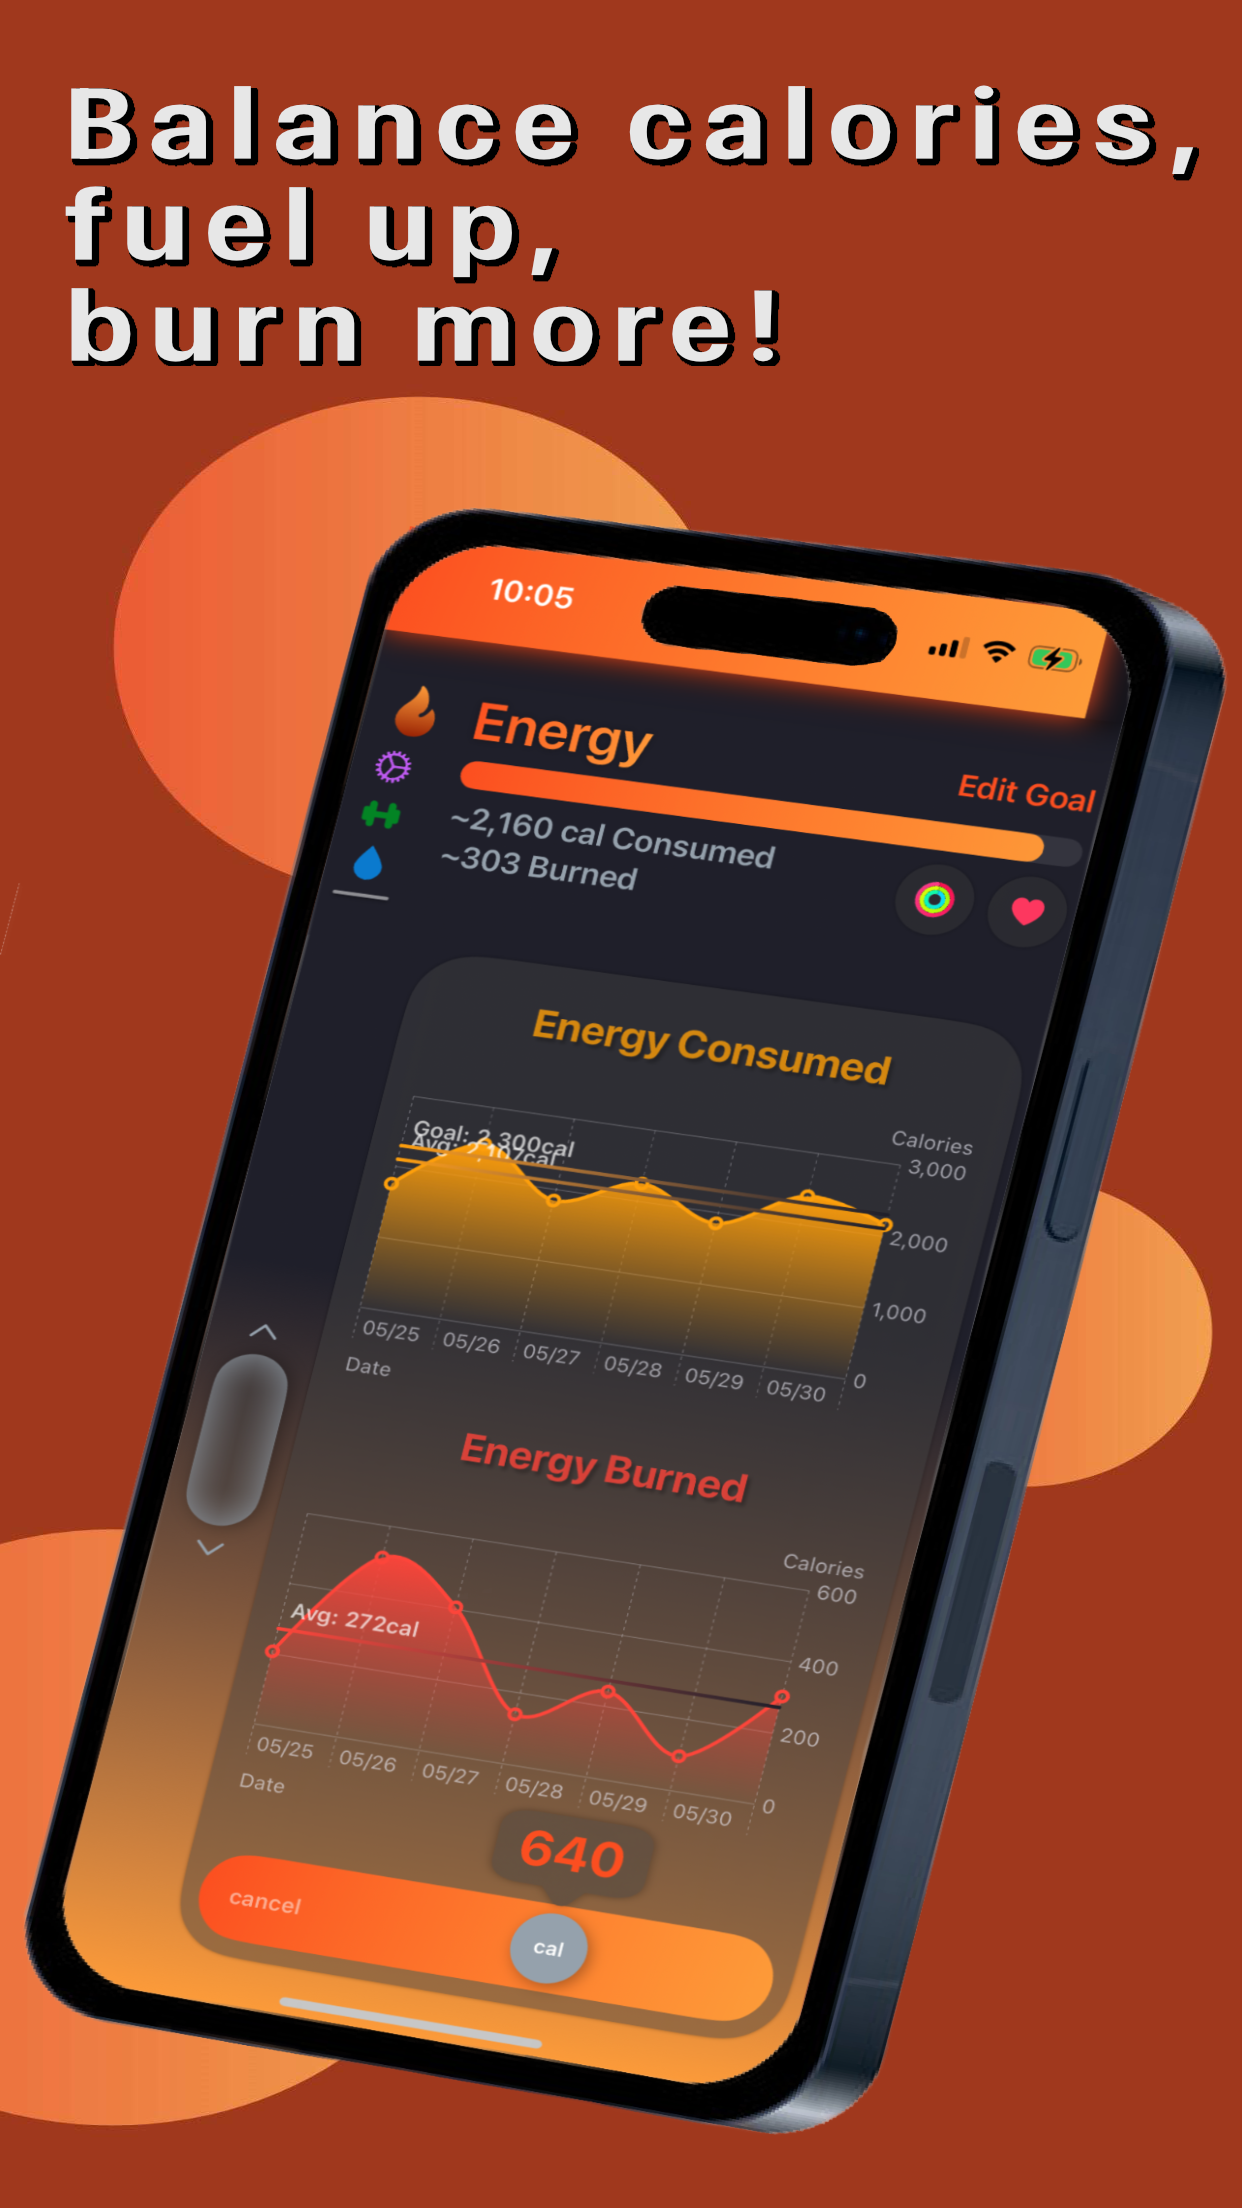 Balance calories,
fuel up,
burn more!
10:05
Energy
Edit Goal
~2,160 cal Consumed
~303 Burned
Energy Consumed
Calories
Goal: 2,300cal
Avg: 2,107cal
3,000
2,000
1,000
0
05/25 05/26 05/27 05/28 05/29 05/30
Date
Energy Burned
Calories
600
Avg: 272cal
400
200
0
05/25 05/26 05/27 05/28 05/29 05/30
Date
640
cancel
cal